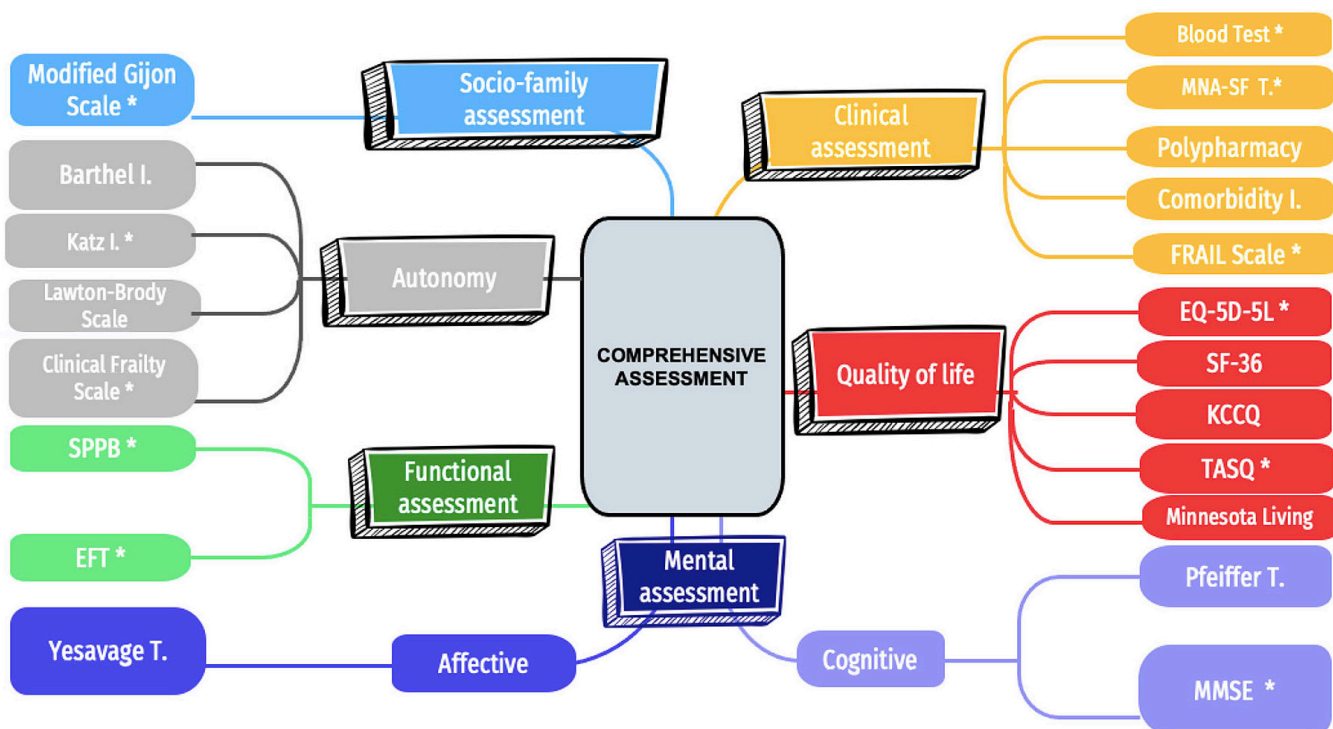 Modified Gijon
Scale *
Barthel I.
Katz I. *
Lawton-Brody
Scale
Clinical Frailty
Scale *
SPPB *
EFT *
Yesavage T.
Socio-family
assessment
Autonomy
Functional
assessment
Affective
COMPREHENSIVE
ASSESSMENT
Mental
assessment
Clinical
assessment
Quality of life
Cognitive
Blood Test *
MNA-SF T.*
Polypharmacy
Comorbidity I.
FRAIL Scale *
EQ-5D-5L *
SF-36
KCCQ
TASQ *
Minnesota Living
Pfeiffer T.
MMSE *